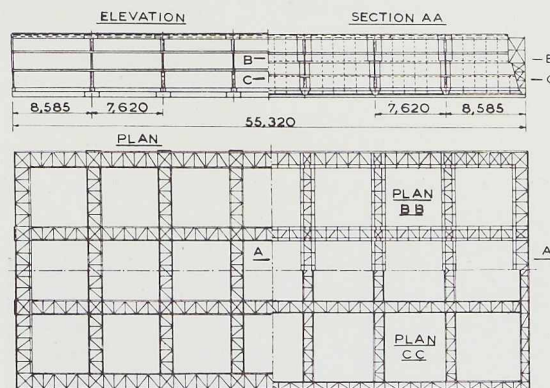 ELEVATION SECTION AA
B B
C C
8,585 7,620 7,620 8,585
55,320
PLAN
PLAN
BB
A A
PLAN
CC